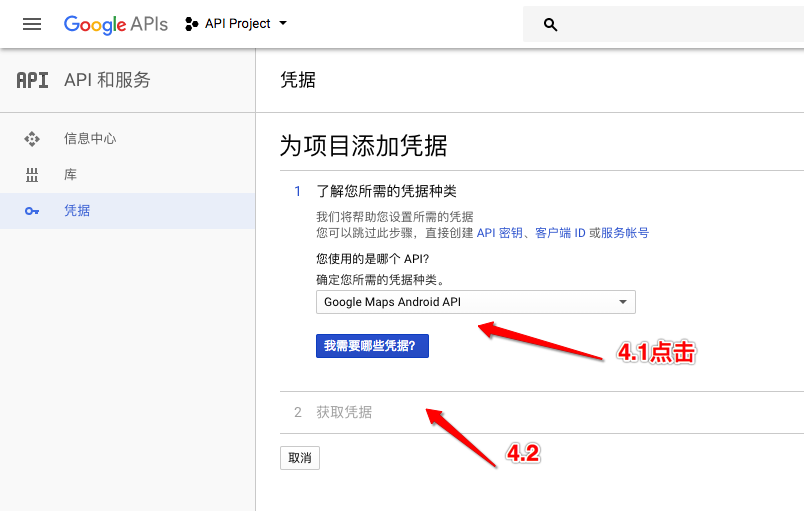 Google APIs
API Project
API API 和服务
凭据
信息中心
库
凭据
为项目添加凭据
1 了解您所需的凭据种类
我们将帮助您设置所需的凭据
您可以跳过此步骤，直接创建 API 密钥、客户端 ID 或服务帐号
您使用的是哪个 API?
确定您所需的凭据种类。
Google Maps Android API
我需要哪些凭据?
4.1点击
2 获取凭据
4.2
取消